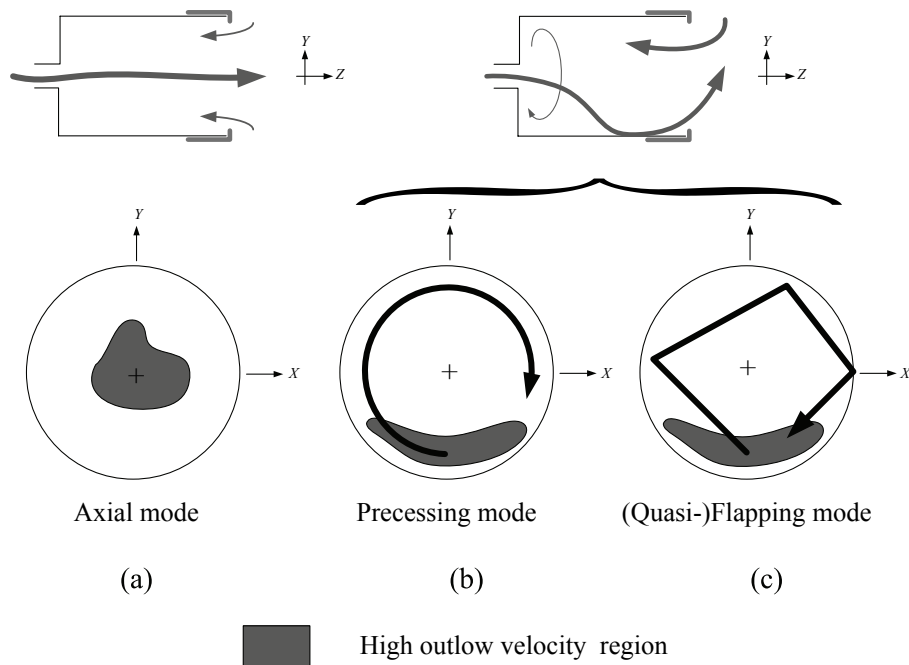 Y
Z
Y
Z
Y
X
Y
X
Y
X
Axial mode
Precessing mode
(Quasi-)Flapping mode
(a)
(b)
(c)
High outlow velocity region